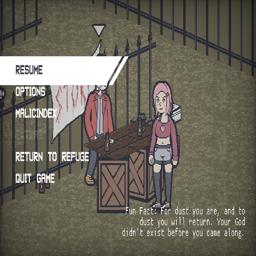 RESUME
OPTIONS
MALICINDEX
RETURN TO REFUGE
QUIT GAME
Fun Fact: For dust you are, and to
dust you will return. Your God
didn't exist before you came along.